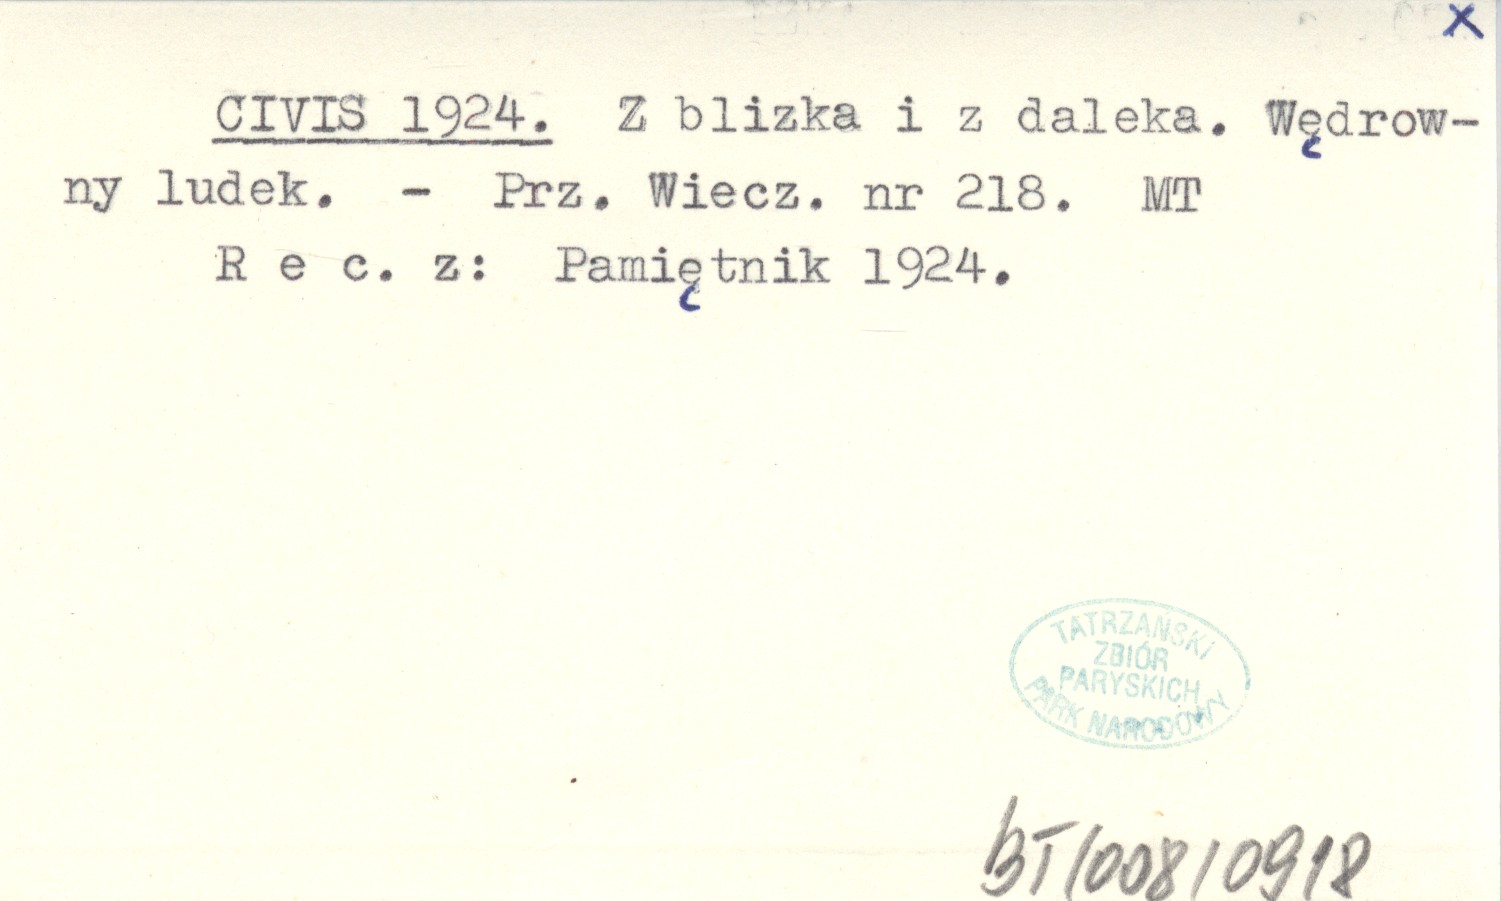 x
CIVIS 1924. Z blizka i z daleka. Wędrow-
ny ludek. - Prz. Wiecz. nr 218. MT
R e c. z: Pamiętnik 1924.
TATRZAŃSKI
ZBIÓR
PARYSKICH
PARK NARODOWY
BT/008/0918